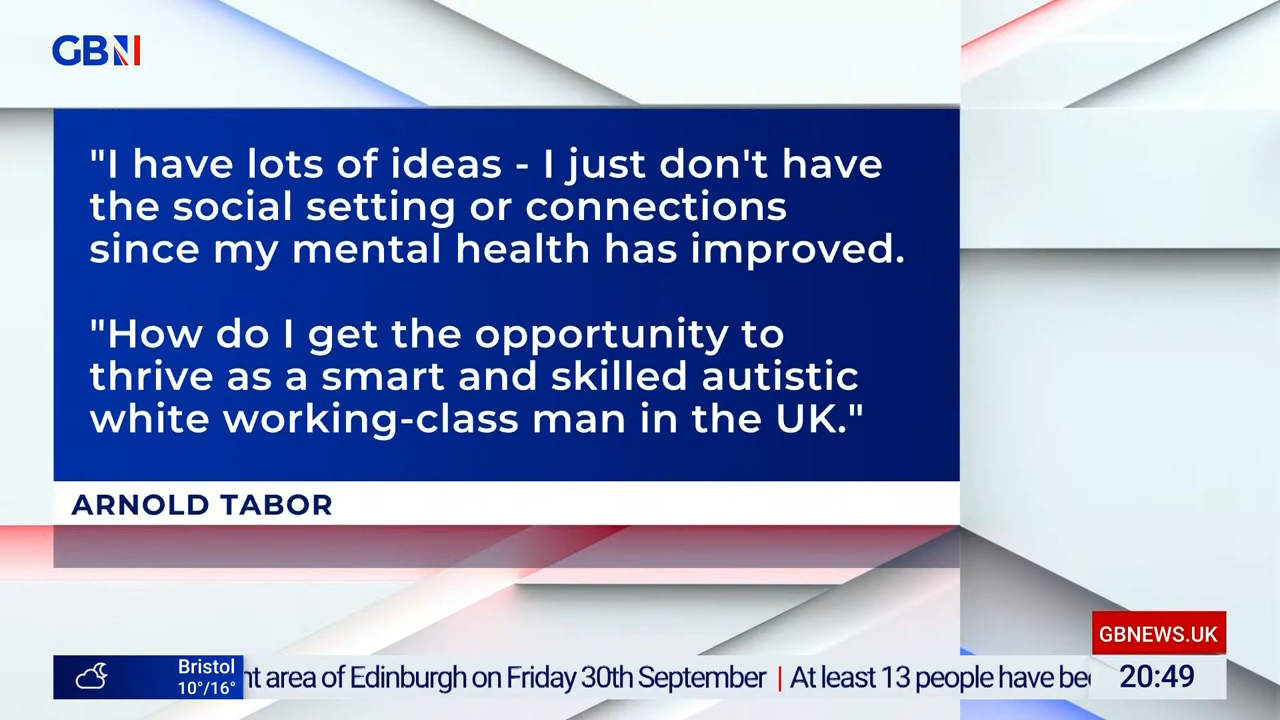 GBN
"I have lots of ideas - I just don't have
the social setting or connections
since my mental health has improved.
"How do I get the opportunity to
thrive as a smart and skilled autistic
white working-class man in the UK."
ARNOLD TABOR
GBNEWS.UK
Bristol
10°/16°
area of Edinburgh on Friday 30th September | At least 13 people have
20:49